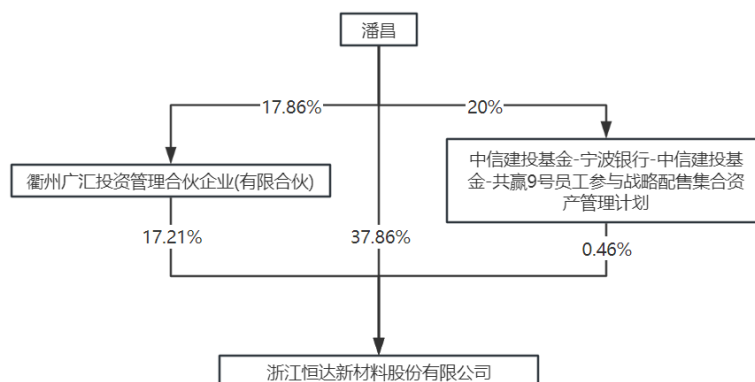 潘昌
17.86%
20%
衢州广汇投资管理合伙企业(有限合伙)
中信建投基金-宁波银行-中信建投基
金-共赢9号员工参与战略配售集合资
产管理计划
17.21%
37.86%
0.46%
浙江恒达新材料股份有限公司